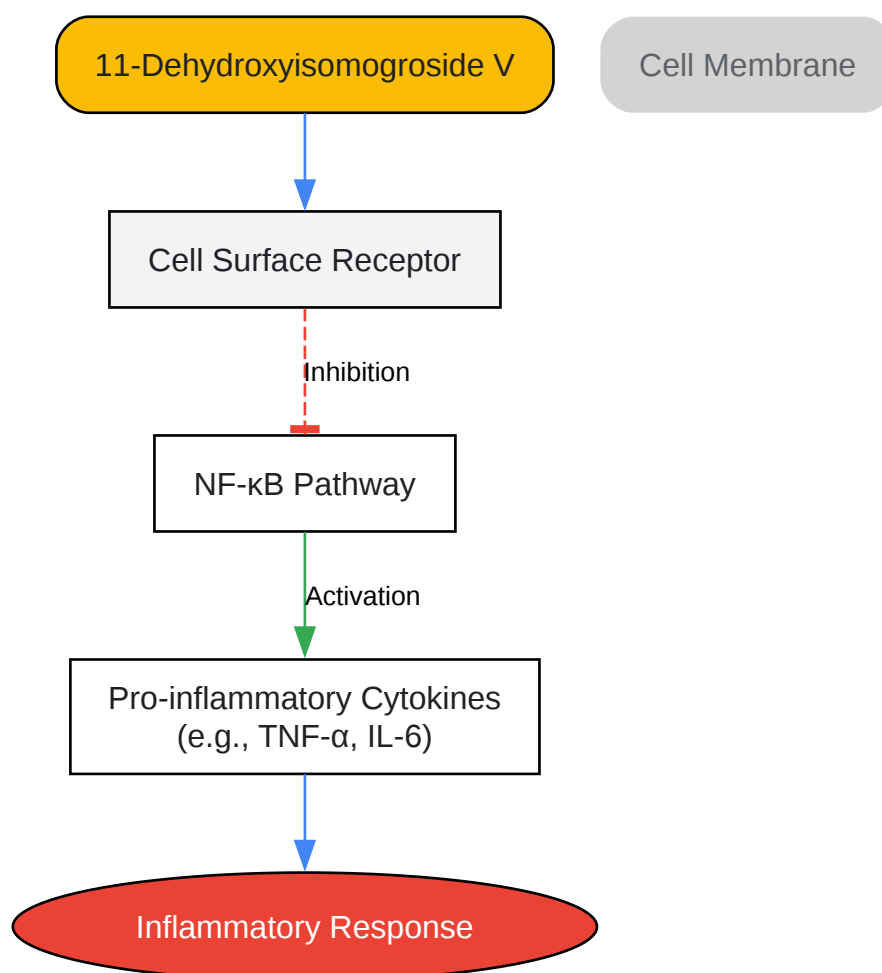 11-Dehydroxyisomogroside V
Cell Membrane
Cell Surface Receptor
Inhibition
NF-κB Pathway
Activation
Pro-inflammatory Cytokines
(e.g., TNF-α, IL-6)
Inflammatory Response